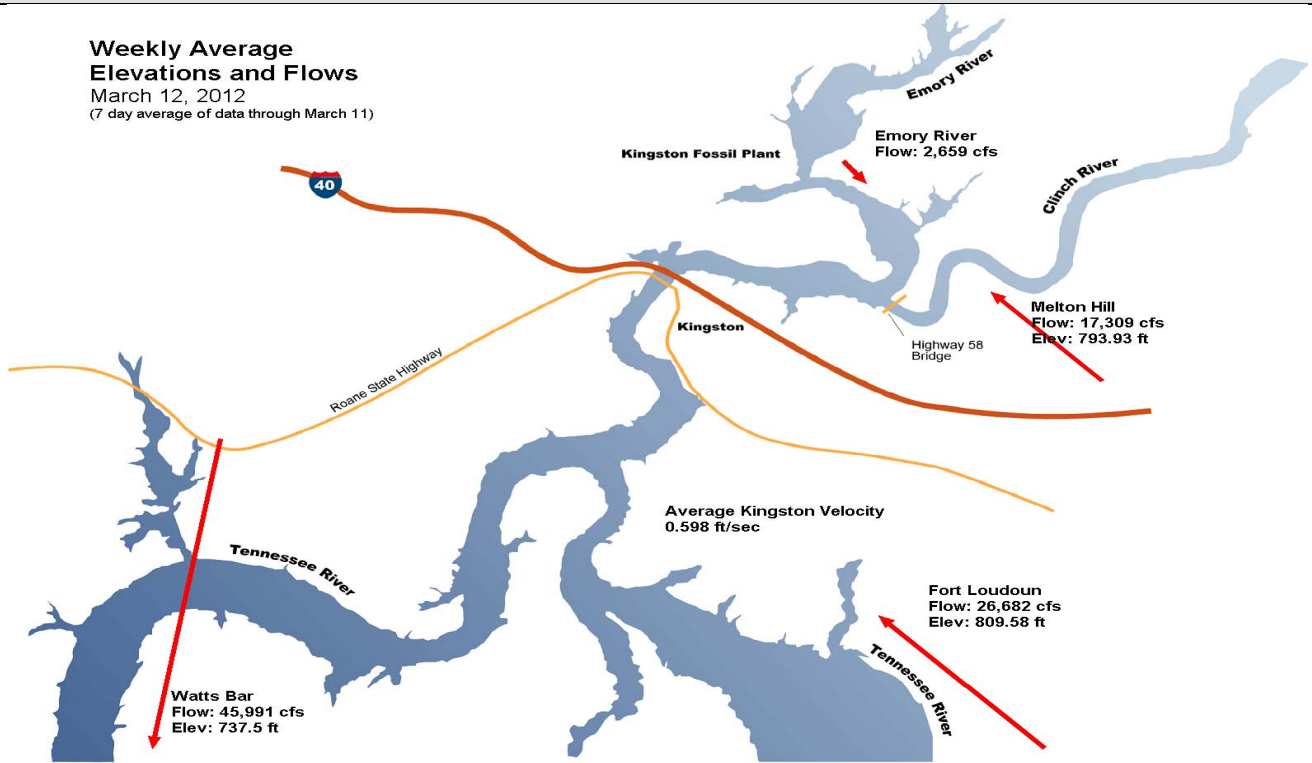 Weekly Average
Elevations and Flows
March 12, 2012
(7 day average of data through March 11)
Emory River
Emory River
Flow: 2,659 cfs
Kingston Fossil Plant
Clinch River
40
Melton Hill
Flow: 17,309 cfs
Elev: 793.93 ft
Kingston
Highway 58
Bridge
Roane State Highway
Average Kingston Velocity
0.598 ft/sec
Tennessee River
Fort Loudoun
Flow: 26,682 cfs
Elev: 809.58 ft
Tennessee River
Watts Bar
Flow: 45,991 cfs
Elev: 737.5 ft